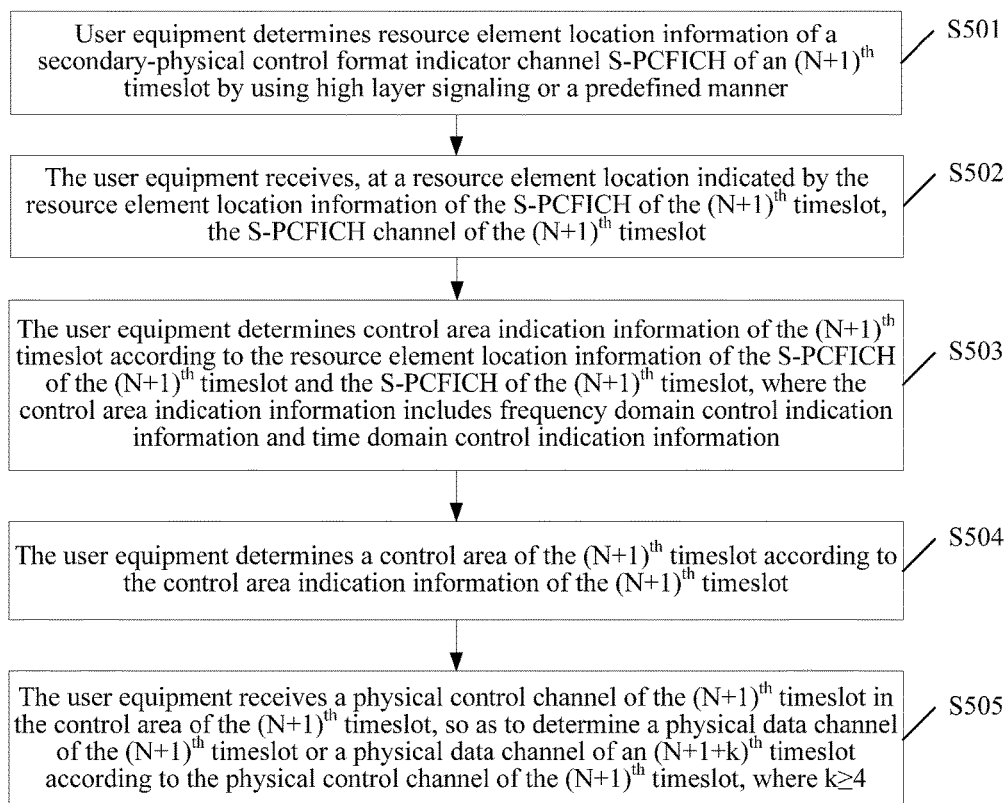 User equipment determines resource element location information of a
secondary-physical control format indicator channel S-PCFICH of an (N+1)th
timeslot by using high layer signaling or a predefined manner
S501
The user equipment receives, at a resource element location indicated by the
resource element location information of the S-PCFICH of the (N+1)th timeslot,
the S-PCFICH channel of the (N+1)th timeslot
S502
The user equipment determines control area indication information of the (N+1)th
timeslot according to the resource element location information of the S-PCFICH
of the (N+1)th timeslot and the S-PCFICH of the (N+1)th timeslot, where the
control area indication information includes frequency domain control indication
information and time domain control indication information
S503
The user equipment determines a control area of the (N+1)th timeslot according to
the control area indication information of the (N+1)th timeslot
S504
The user equipment receives a physical control channel of the (N+1)th timeslot in
the control area of the (N+1)th timeslot, so as to determine a physical data channel
of the (N+1)th timeslot or a physical data channel of an (N+1+k)th timeslot
according to the physical control channel of the (N+1)th timeslot, where k≥4
S505